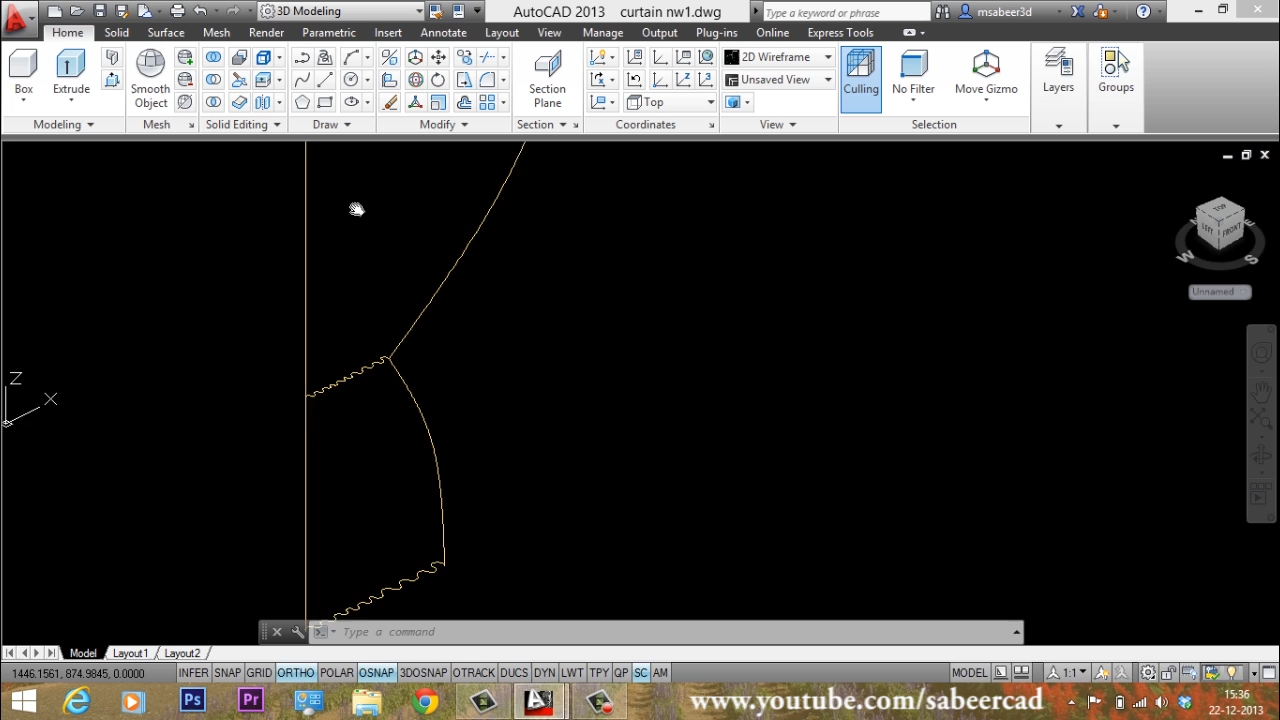 3D Modeling
AutoCAD 2013 curtain nw1.dwg
Type a keyword or phrase
msabeer3d
Home Solid Surface Mesh Render Parametric Insert Annotate Layout View Manage Output Plug-ins Online Express Tools
2D Wireframe
Unsaved View
Top
Box Extrude Smooth Object Section Plane Culling No Filter Move Gizmo Layers Groups
Modeling Mesh Solid Editing Draw Modify Section Coordinates View Selection
TOP
LEFT FRONT
W S
Unnamed
Z
X
Type a command
Model Layout1 Layout2
1446.1561, 874.9845, 0.0000 INFER SNAP GRID ORTHO POLAR OSNAP 3DOSNAP OTRACK DUCS DYN LWT TPY QP SC AM MODEL 1:1
Ps Pr
www.youtube.com/sabeercad
15:36
22-12-2013